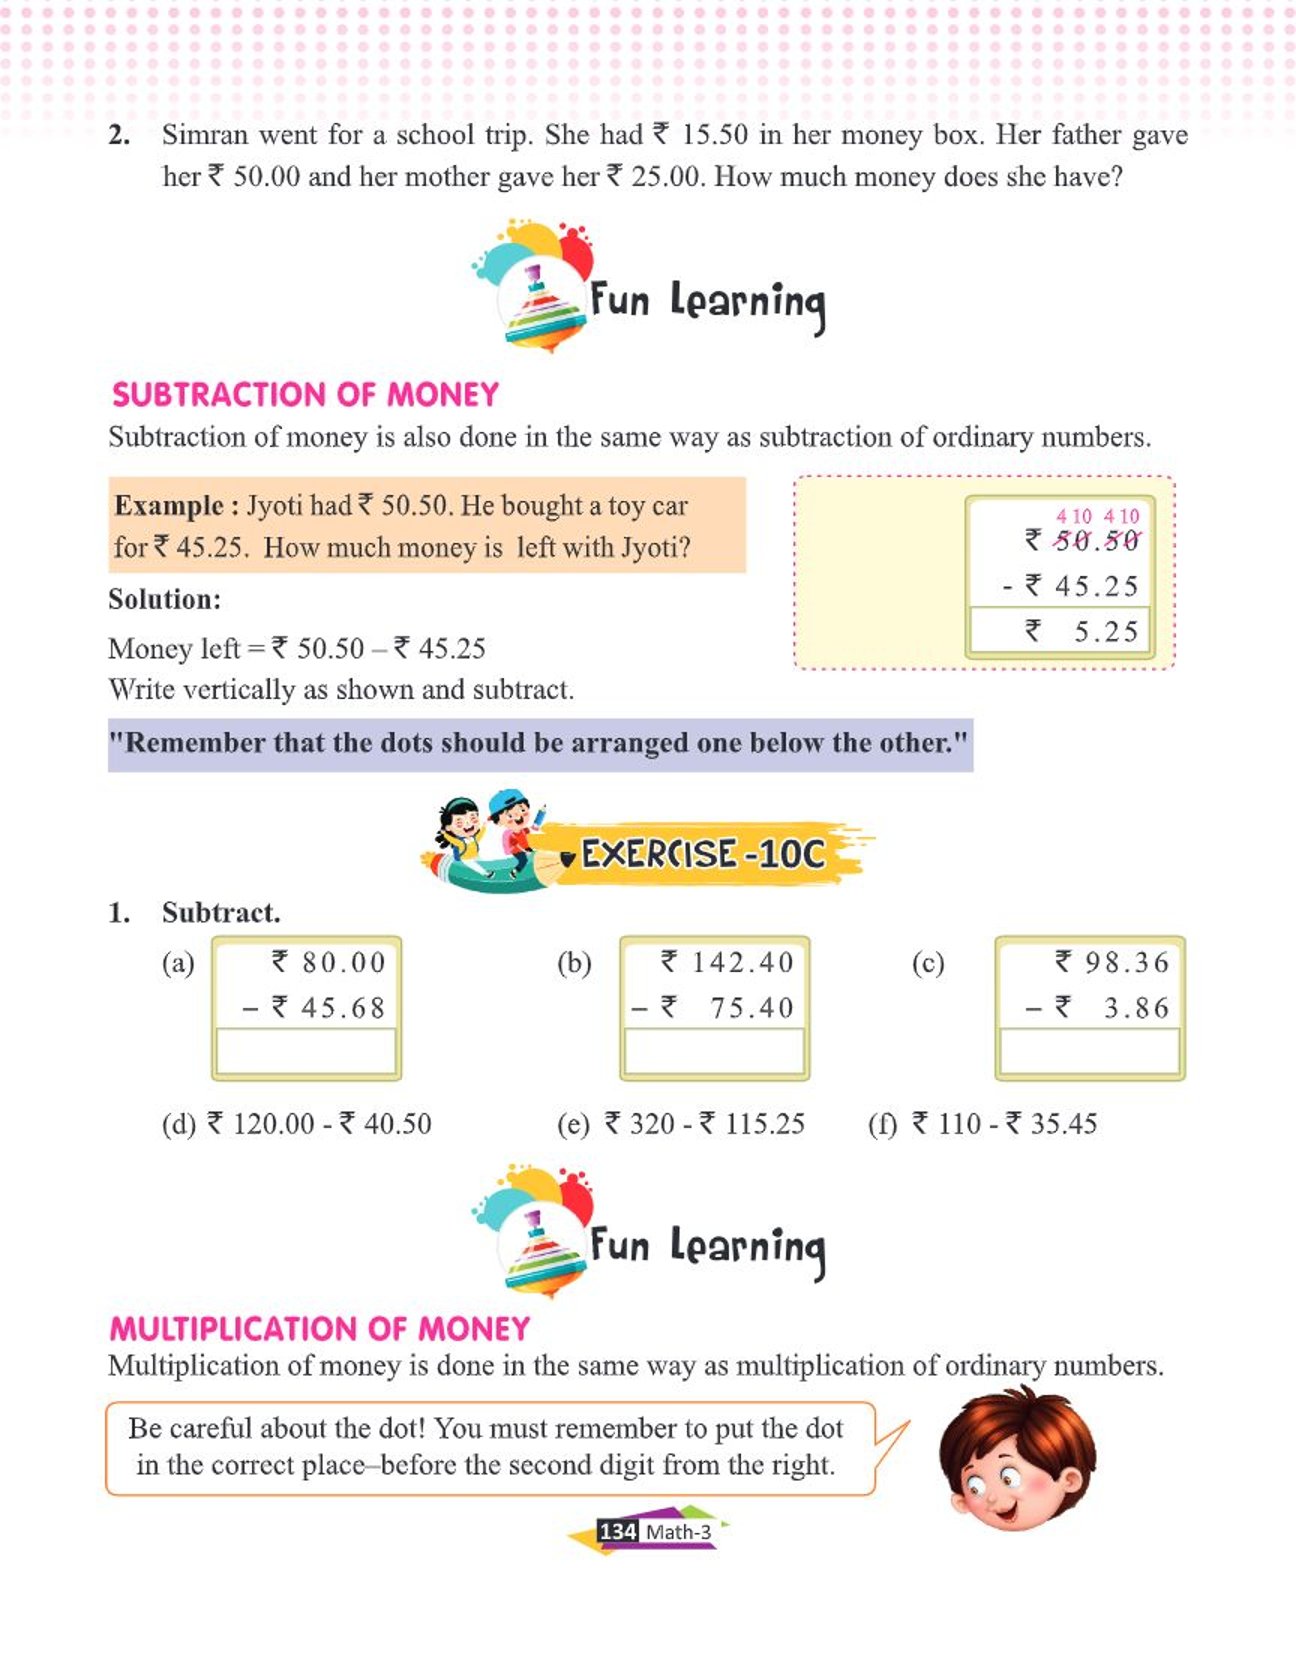 2. Simran went for a school trip. She had ₹ 15.50 in her money box. Her father gave
her ₹ 50.00 and her mother gave her ₹ 25.00. How much money does she have?
Fun Learning
SUBTRACTION OF MONEY
Subtraction of money is also done in the same way as subtraction of ordinary numbers.
Example : Jyoti had ₹ 50.50. He bought a toy car
for ₹ 45.25. How much money is left with Jyoti?
4 10 4 10
₹ 50.50
- ₹ 45.25
₹ 5.25
Solution:
Money left = ₹ 50.50 – ₹ 45.25
Write vertically as shown and subtract.
"Remember that the dots should be arranged one below the other."
EXERCISE -10C
1. Subtract.
(a) ₹ 80.00 (b) ₹ 142.40 (c) ₹ 98.36
– ₹ 45.68 – ₹ 75.40 – ₹ 3.86
(d) ₹ 120.00 - ₹ 40.50 (e) ₹ 320 - ₹ 115.25 (f) ₹ 110 - ₹ 35.45
Fun Learning
MULTIPLICATION OF MONEY
Multiplication of money is done in the same way as multiplication of ordinary numbers.
Be careful about the dot! You must remember to put the dot
in the correct place–before the second digit from the right.
134 Math-3